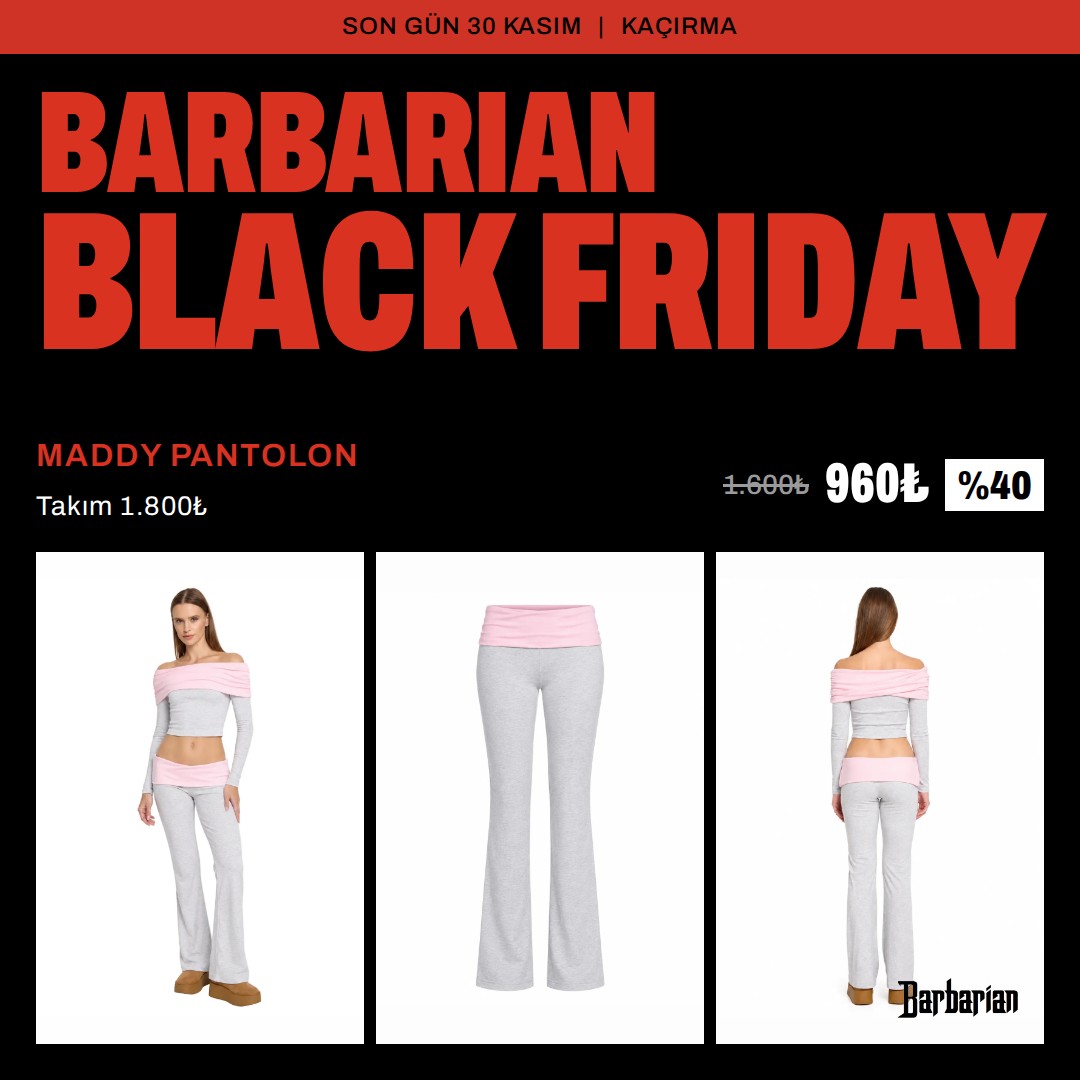 SON GÜN 30 KASIM | KAÇIRMA
BARBARIAN
BLACK FRIDAY
MADDY PANTOLON
Takım 1.800₺
1.600₺ 960₺ %40
Barbarian